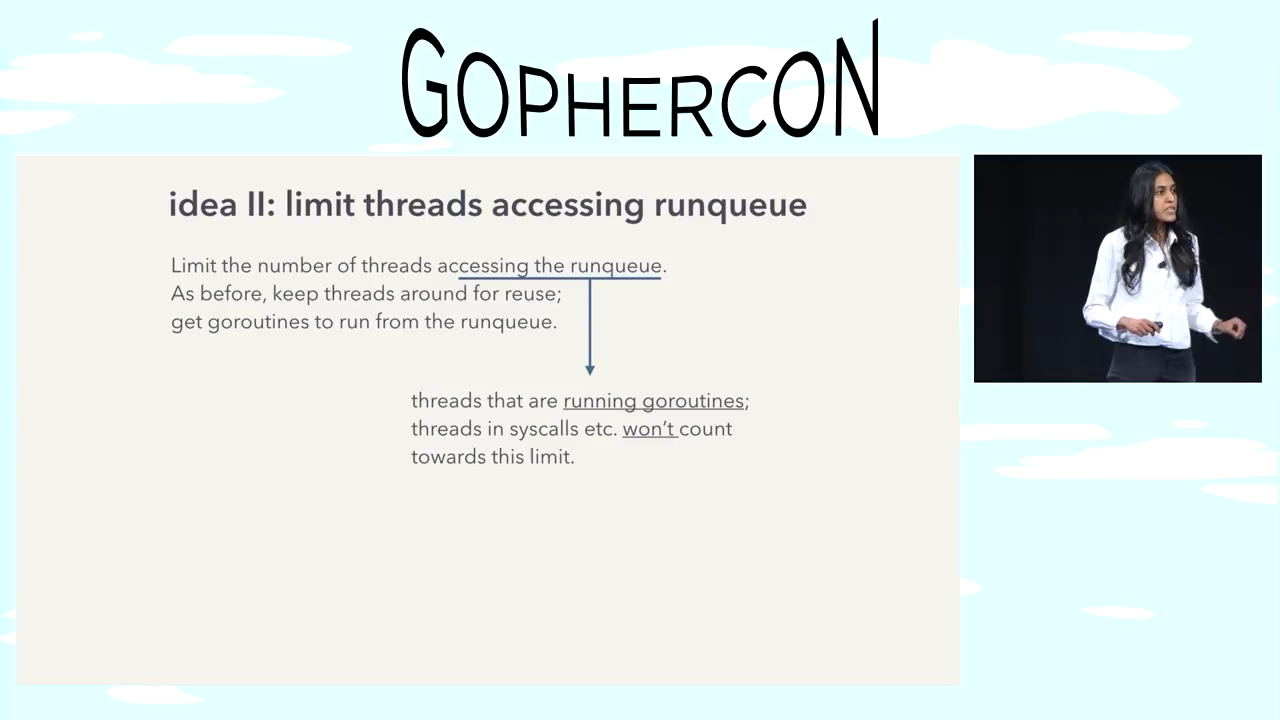 GOPHERCON
idea II: limit threads accessing runqueue
Limit the number of threads accessing the runqueue.
As before, keep threads around for reuse;
get goroutines to run from the runqueue.
threads that are running goroutines;
threads in syscalls etc. won't count
towards this limit.